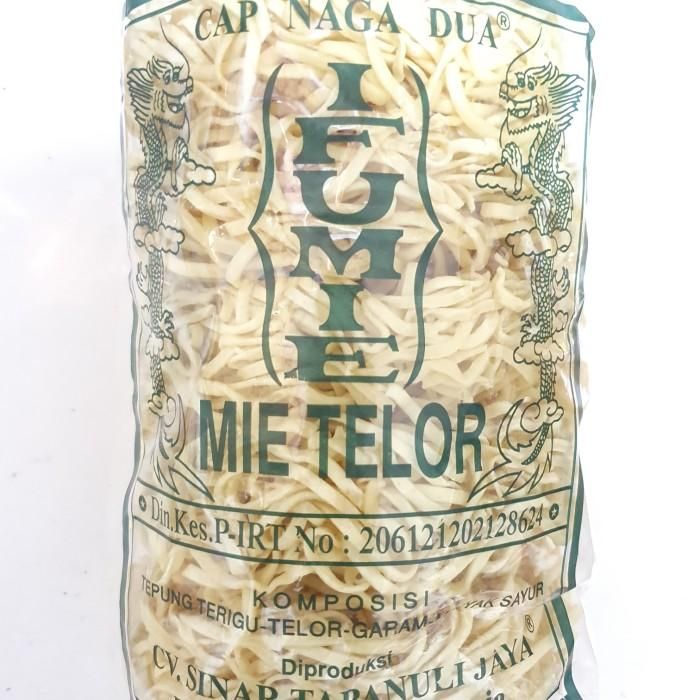 CAP NAGA DUA®
IFUMIE
MIE TELOR
Din.Kes.P-IRT No : 206121202128624
KOMPOSISI
TEPUNG TERIGU-TELOR-GARAM- SAYUR
Diproduksi
CV. SINAR TAPANULI JAYA®